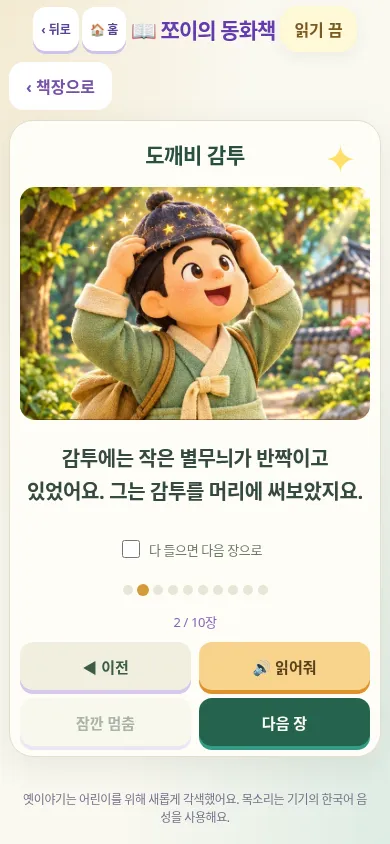 ‹ 뒤로
🏠 홈
📖 쪼이의 동화책
읽기 끔
‹ 책장으로
도깨비 감투
감투에는 작은 별무늬가 반짝이고
있었어요. 그는 감투를 머리에 써보았지요.
다 들으면 다음 장으로
2 / 10장
◀ 이전
🔊 읽어줘
잠깐 멈춤
다음 장
옛이야기는 어린이를 위해 새롭게 각색했어요. 목소리는 기기의 한국어 음
성을 사용해요.